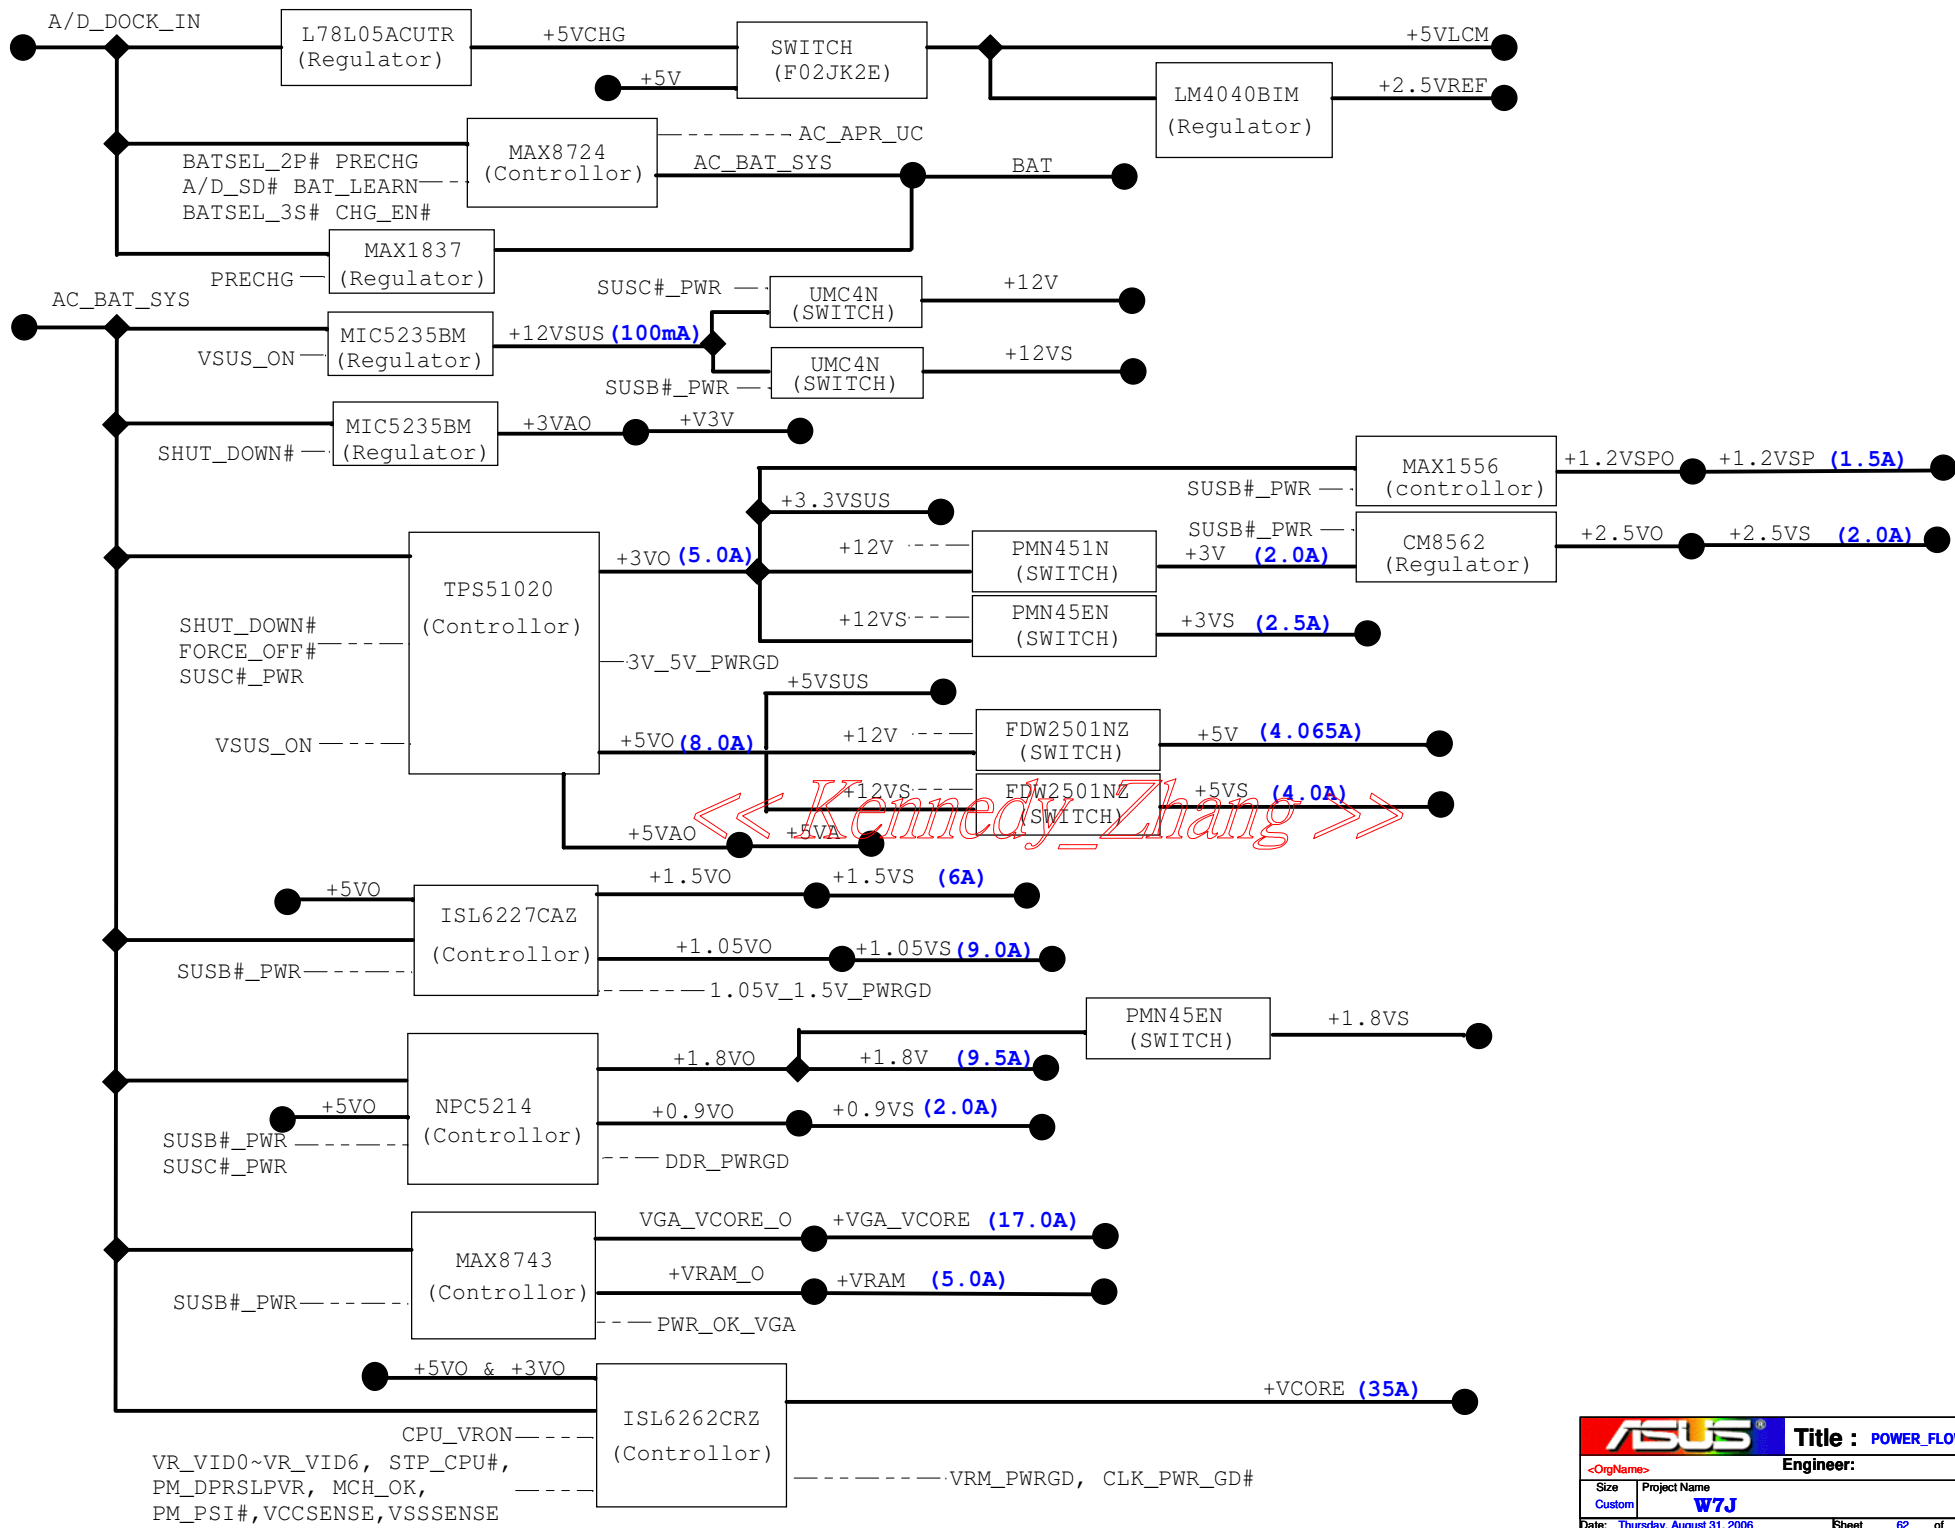 A/D_DOCK_IN
L78L05ACUTR
(Regulator)
+5VCHG
+5V
SWITCH
(F02JK2E)
+5VLCM
LM4040BIM
(Regulator)
+2.5VREF
MAX8724
(Controllor)
AC_APR_UC
BATSEL_2P# PRECHG
A/D_SD# BAT_LEARN
BATSEL_3S# CHG_EN#
AC_BAT_SYS
BAT
MAX1837
(Regulator)
PRECHG
AC_BAT_SYS
MIC5235BM
(Regulator)
VSUS_ON
+12VSUS (100mA)
SUSC#_PWR
UMC4N
(SWITCH)
+12V
UMC4N
(SWITCH)
+12VS
SUSB#_PWR
MIC5235BM
(Regulator)
SHUT_DOWN#
+3VAO
+V3V
MAX1556
(controllor)
SUSB#_PWR
+1.2VSPO
+1.2VSP (1.5A)
+3.3VSUS
SUSB#_PWR
CM8562
(Regulator)
+2.5VO
+2.5VS (2.0A)
TPS51020
(Controllor)
+3VO (5.0A)
+12V
PMN451N
(SWITCH)
+3V (2.0A)
+12VS
PMN45EN
(SWITCH)
+3VS (2.5A)
SHUT_DOWN#
FORCE_OFF#
SUSC#_PWR
3V_5V_PWRGD
VSUS_ON
+5VSUS
+5VO (8.0A)
+12V
FDW2501NZ
(SWITCH)
+5V (4.065A)
+12VS
FDW2501NZ
(SWITCH)
+5VS (4.0A)
<< Kennedy_Zhang >>
+5VAO
+5VA
+5VO
ISL6227CAZ
(Controllor)
SUSB#_PWR
+1.5VO
+1.5VS (6A)
+1.05VO
+1.05VS (9.0A)
1.05V_1.5V_PWRGD
PMN45EN
(SWITCH)
+1.8VS
+1.8VO
+1.8V (9.5A)
+5VO
NPC5214
(Controllor)
+0.9VO
+0.9VS (2.0A)
SUSB#_PWR
SUSC#_PWR
DDR_PWRGD
MAX8743
(Controllor)
VGA_VCORE_O
+VGA_VCORE (17.0A)
+VRAM_O
+VRAM (5.0A)
SUSB#_PWR
PWR_OK_VGA
+5VO & +3VO
ISL6262CRZ
(Controllor)
+VCORE (35A)
CPU_VRON
VR_VID0~VR_VID6, STP_CPU#,
PM_DPRSLPVR, MCH_OK,
PM_PSI#,VCCSENSE,VSSSENSE
VRM_PWRGD, CLK_PWR_GD#
ASUS®
Title : POWER_FLO
<OrgName>
Engineer:
Size
Project Name
Custom
W7J
Date: Thursday, August 31, 2006
Sheet 62 of